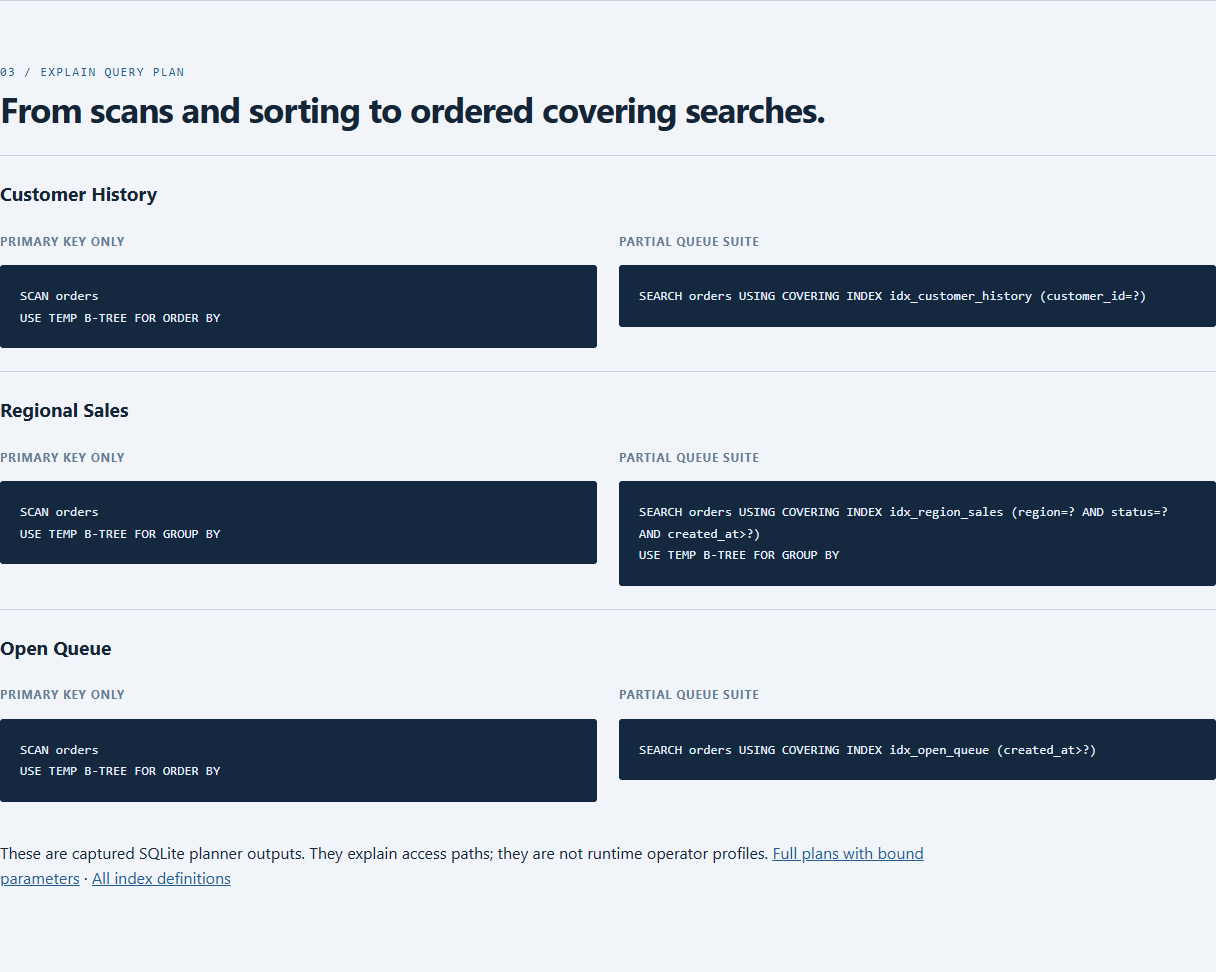 03 / EXPLAIN QUERY PLAN
From scans and sorting to ordered covering searches.
Customer History
PRIMARY KEY ONLY
SCAN orders
USE TEMP B-TREE FOR ORDER BY
PARTIAL QUEUE SUITE
SEARCH orders USING COVERING INDEX idx_customer_history (customer_id=?)
Regional Sales
PRIMARY KEY ONLY
SCAN orders
USE TEMP B-TREE FOR GROUP BY
PARTIAL QUEUE SUITE
SEARCH orders USING COVERING INDEX idx_region_sales (region=? AND status=?
AND created_at>?)
USE TEMP B-TREE FOR GROUP BY
Open Queue
PRIMARY KEY ONLY
SCAN orders
USE TEMP B-TREE FOR ORDER BY
PARTIAL QUEUE SUITE
SEARCH orders USING COVERING INDEX idx_open_queue (created_at>?)
These are captured SQLite planner outputs. They explain access paths; they are not runtime operator profiles. Full plans with bound
parameters · All index definitions